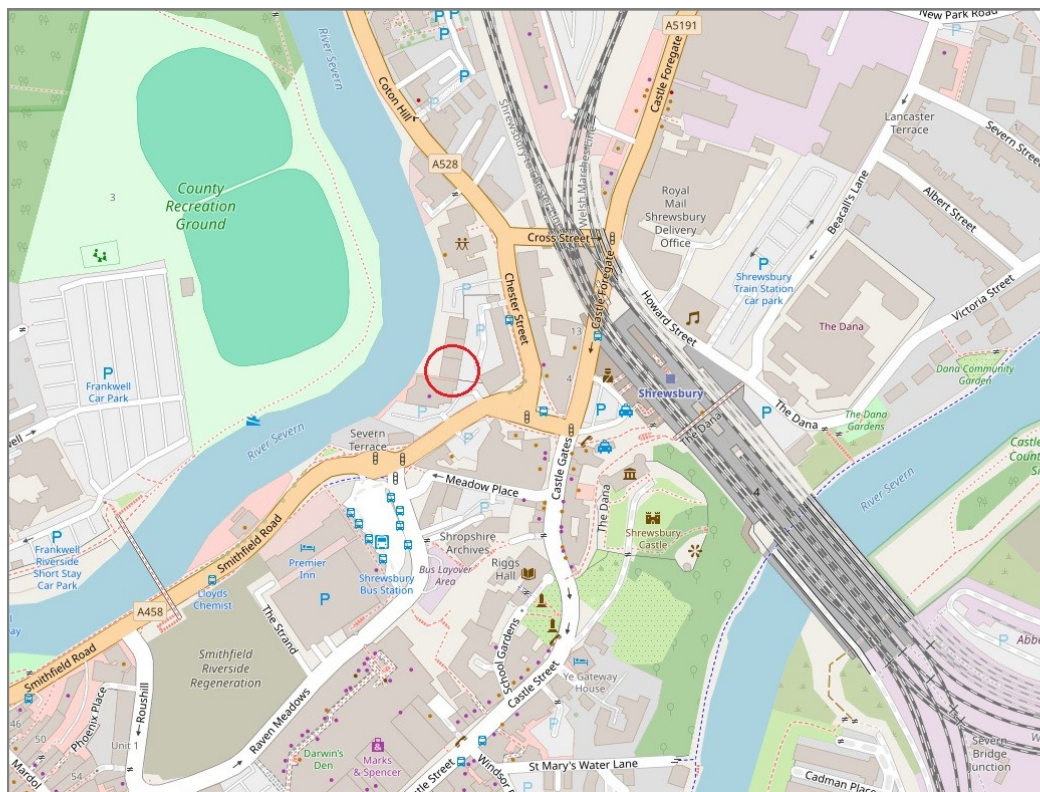 River Severn
A5191
New Park Road
Coton Hill
Castle Foregate
Lancaster
Terrace
Severn Street
County
Recreation
Ground
3
A528
Shrewsbury to Chester Line
Welsh Marches Line
Royal
Mail
Shrewsbury
Delivery
Office
Beacall's Lane
Albert Street
Cross Street
Castle Foregate
P
Shrewsbury
Train Station
car park
Victoria Street
Howard Street
Chester Street
13
The Dana
P
Frankwell
Car Park
4
Shrewsbury
Dana Community
Garden
P
P
The Dana
The Dana
The Dana
Gardens
River Severn
Severn
Terrace
Castle Gates
Meadow Place
The Dana
4
River Severn
Shropshire
Archives
Shrewsbury
Castle
P
Frankwell
Riverside
Short Stay
Car Park
Smithfield Road
Premier
Inn
P
Shrewsbury
Bus Station
Bus Layover
Area
Riggs
Hall
Lloyds
Chemist
A458
The Strand
School Gardens
Castle Street
Ye Gateway
House
Smithfield
Riverside
Regeneration
Smithfield Road
Roushill
Raven Meadows
Phoenix Place
46
50
Unit 1
54
Mardol
Darwin's
Den
Marks
& Spencer
Castle Street
St Mary's Water Lane
Severn
Bridge
Junction
Cadman Place